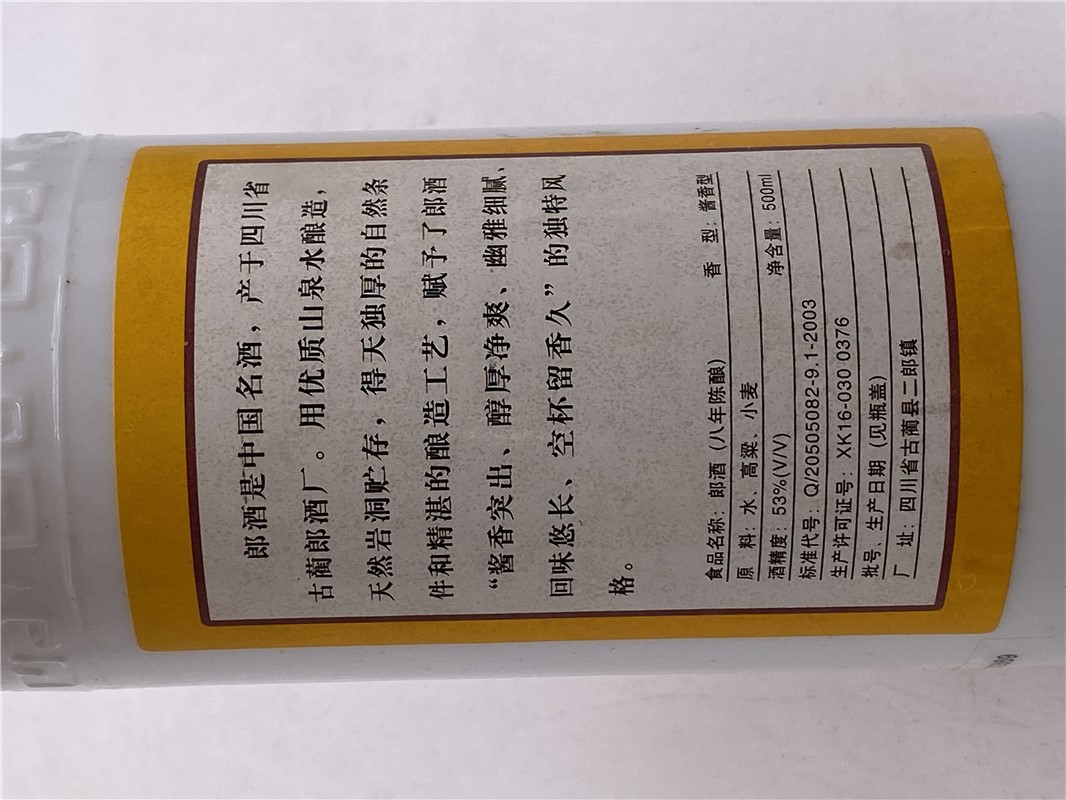 郎酒是中国名酒，产于四川省
古蔺郎酒厂。用优质山泉水酿造，
天然岩洞贮存，得天独厚的自然条
件和精湛的酿造工艺，赋予了郎酒
“酱香突出、醇厚净爽、幽雅细腻、
回味悠长、空杯留香久”的独特风
格。
食品名称：郎酒(八年陈酿) 香 型：酱香型
原 料：水、高粱、小麦
酒精度：53%(V/V) 净含量：500ml
标准代号：Q/20505082-9.1-2003
生产许可证号：XK16-030 0376
批号、生产日期(见瓶盖)
厂 址：四川省古蔺县二郎镇